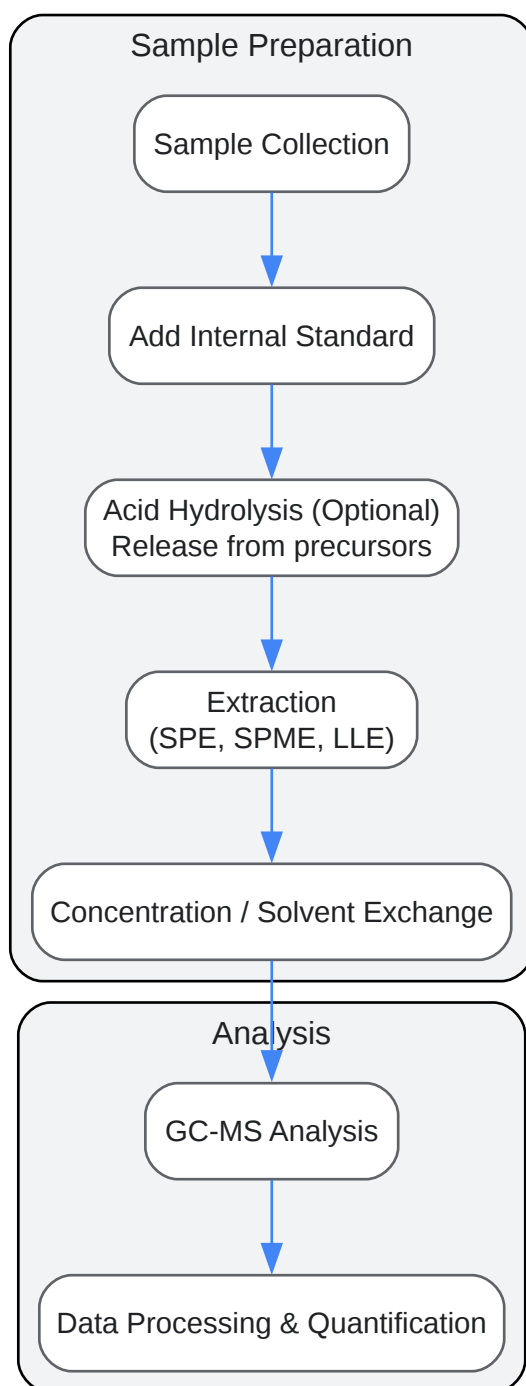 Sample Preparation
Sample Collection
Add Internal Standard
Acid Hydrolysis (Optional)
Release from precursors
Extraction
(SPE, SPME, LLE)
Concentration / Solvent Exchange
Analysis
GC-MS Analysis
Data Processing & Quantification